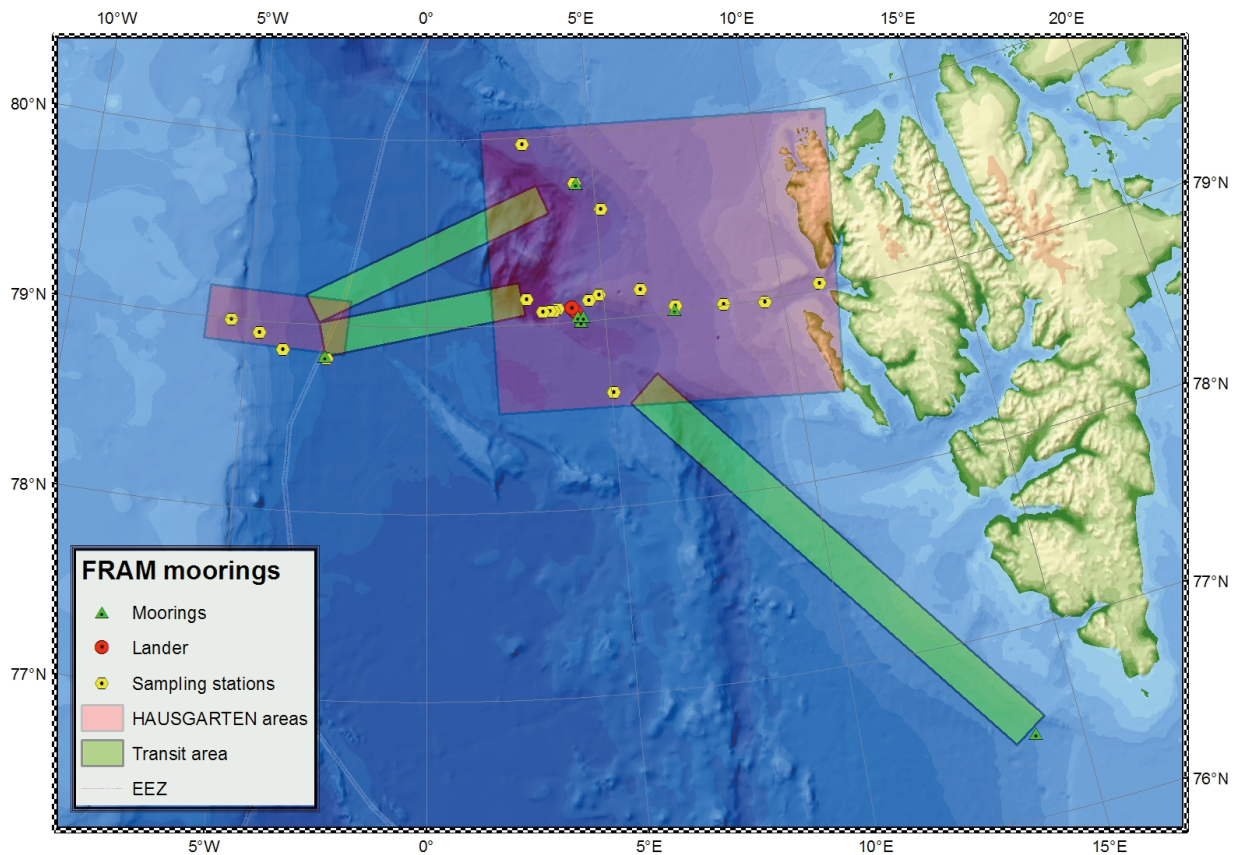 10°W 5°W 0° 5°E 10°E 15°E 20°E
80°N
79°N
79°N
78°N
78°N
77°N
77°N
76°N
FRAM moorings
Moorings
Lander
Sampling stations
HAUSGARTEN areas
Transit area
EEZ
5°W 0° 5°E 10°E 15°E